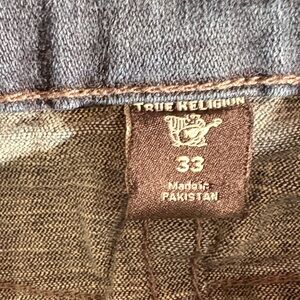 TRUE RELIGION
33
Made in
PAKISTAN